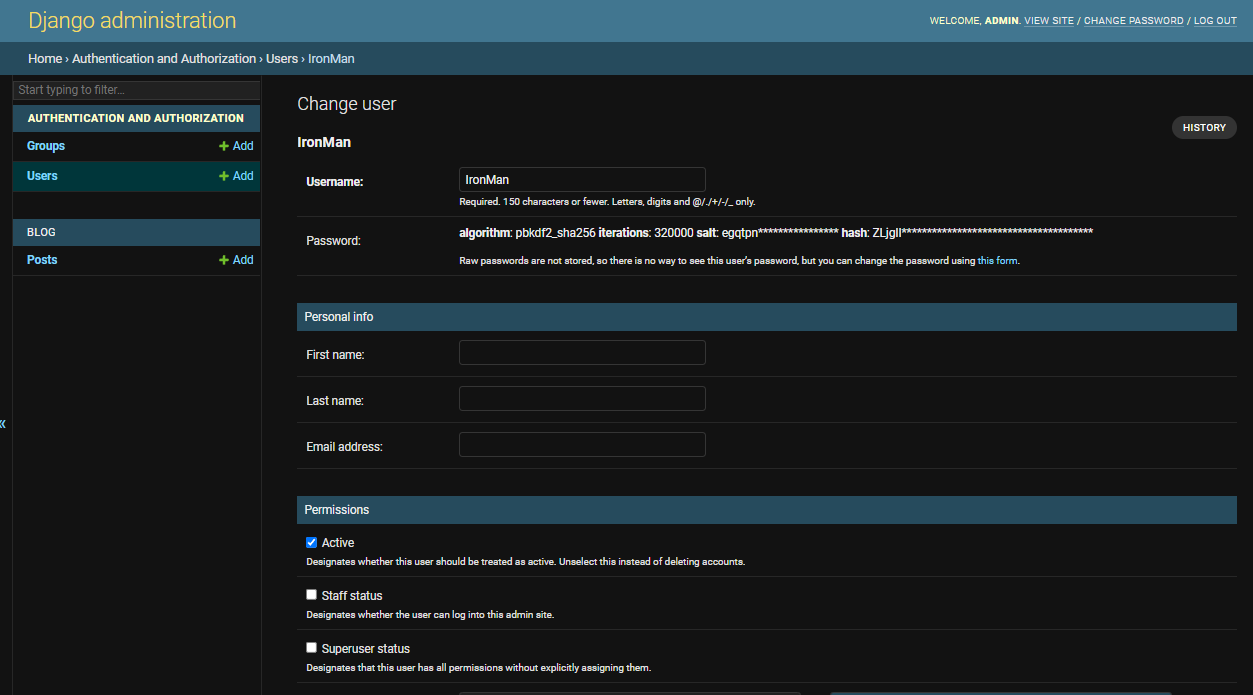 Django administration
WELCOME, ADMIN. VIEW SITE / CHANGE PASSWORD / LOG OUT
Home › Authentication and Authorization › Users › IronMan
Start typing to filter...
AUTHENTICATION AND AUTHORIZATION
Groups + Add
Users + Add
BLOG
Posts + Add
«
Change user
HISTORY
IronMan
Username: IronMan
Required. 150 characters or fewer. Letters, digits and @/./+/-/_ only.
Password: algorithm: pbkdf2_sha256 iterations: 320000 salt: egqtpn**************** hash: ZLjglI**************************************
Raw passwords are not stored, so there is no way to see this user's password, but you can change the password using this form.
Personal info
First name:
Last name:
Email address:
Permissions
Active
Designates whether this user should be treated as active. Unselect this instead of deleting accounts.
Staff status
Designates whether the user can log into this admin site.
Superuser status
Designates that this user has all permissions without explicitly assigning them.